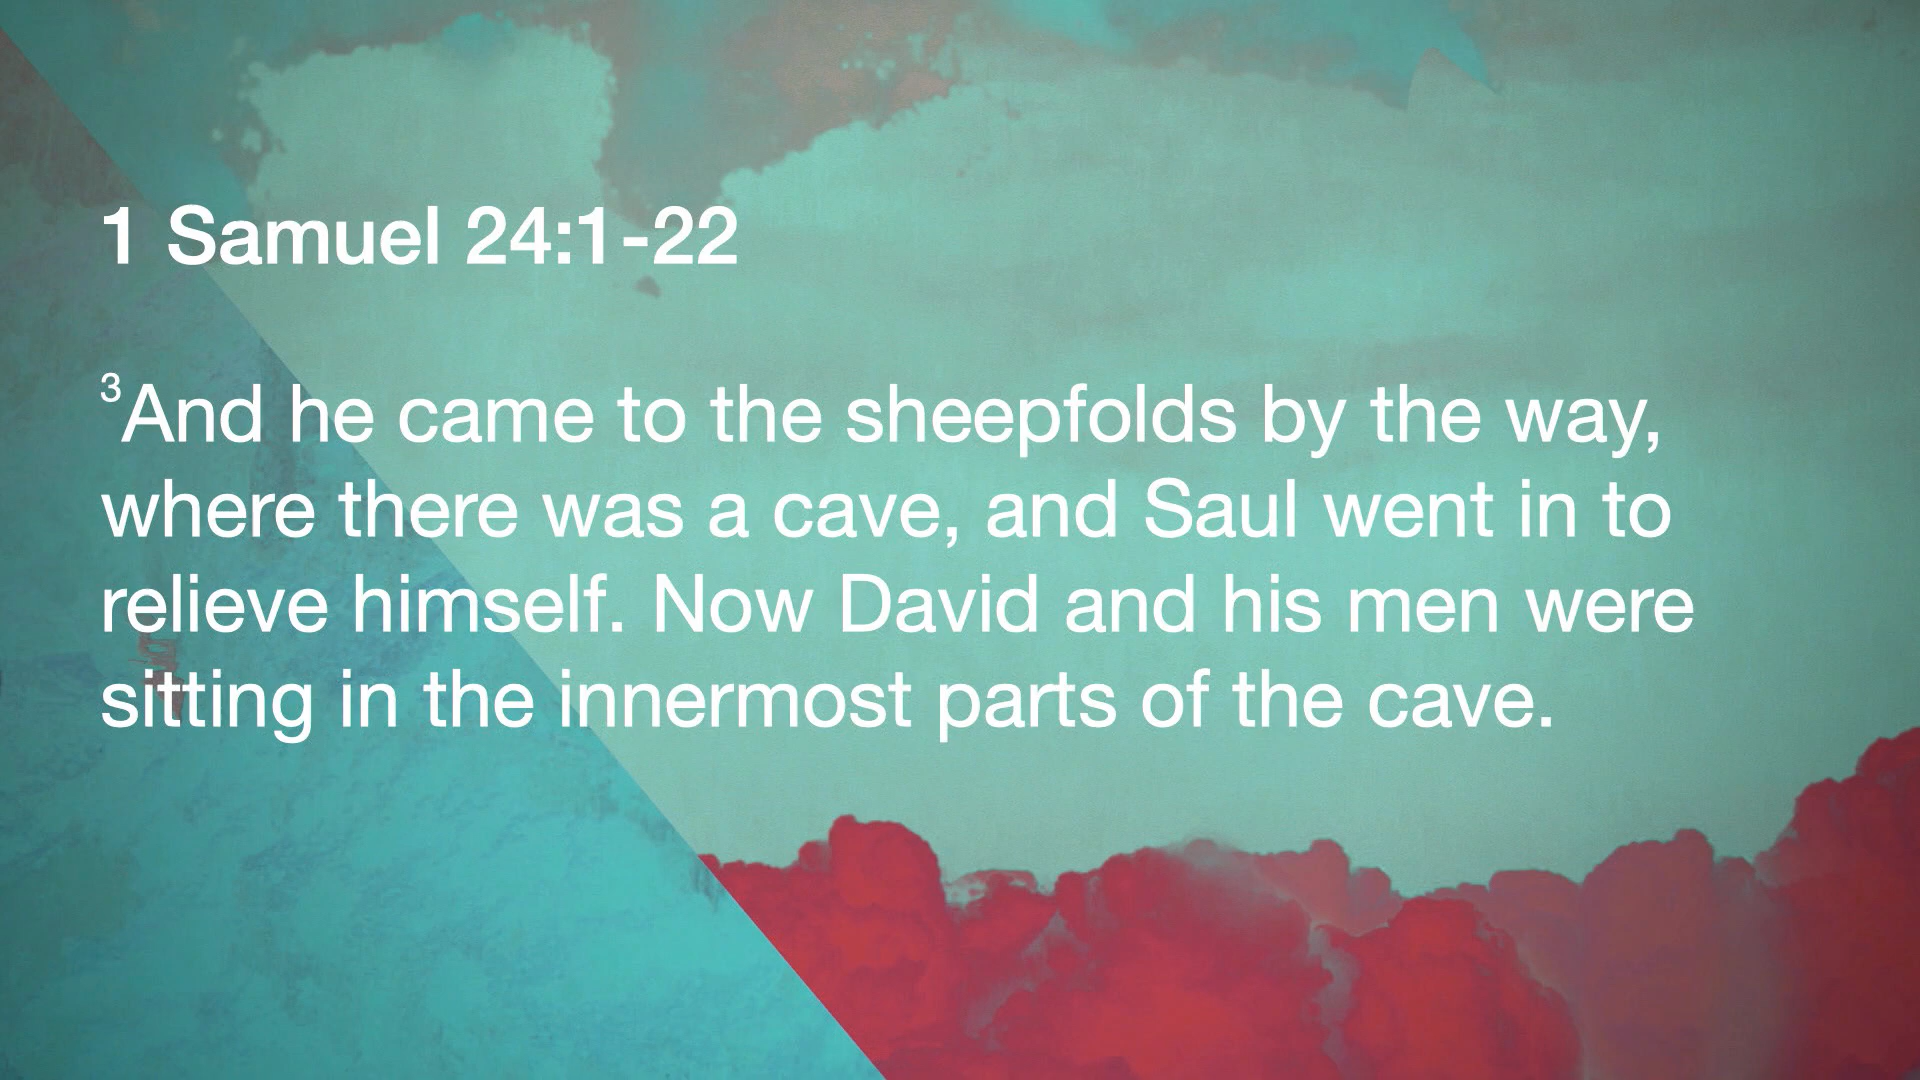 1 Samuel 24:1-22
³And he came to the sheepfolds by the way,
where there was a cave, and Saul went in to
relieve himself. Now David and his men were
sitting in the innermost parts of the cave.